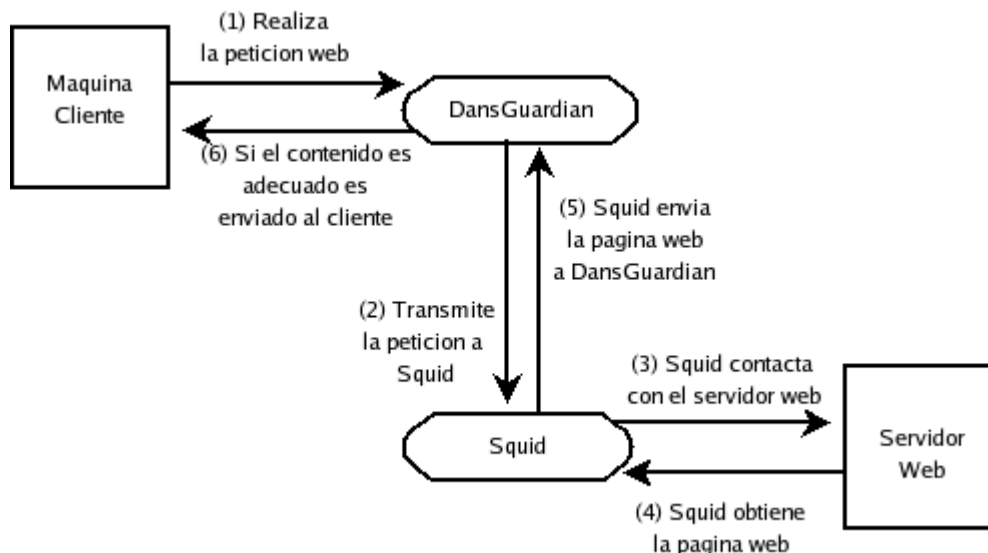 (1) Realiza
la peticion web
Maquina
Cliente
DansGuardian
(6) Si el contenido es
adecuado es
enviado al cliente
(5) Squid envia
la pagina web
a DansGuardian
(2) Transmite
la peticion a
Squid
(3) Squid contacta
con el servidor web
Squid
Servidor
Web
(4) Squid obtiene
la pagina web